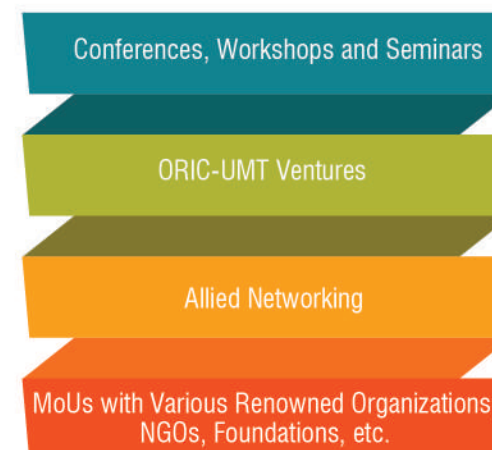 Conferences, Workshops and Seminars
ORIC-UMT Ventures
Allied Networking
MoUs with Various Renowned Organizations
NGOs, Foundations, etc.